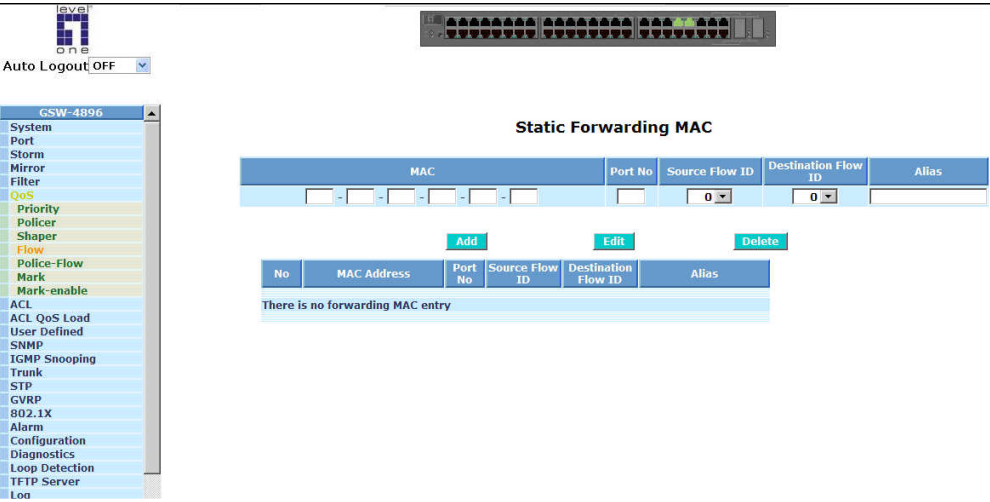 level
one
Auto Logout OFF
GSW-4896
System
Port
Storm
Mirror
Filter
QoS
Priority
Policer
Shaper
Flow
Police-Flow
Mark
Mark-enable
ACL
ACL QoS Load
User Defined
SNMP
IGMP Snooping
Trunk
STP
GVRP
802.1X
Alarm
Configuration
Diagnostics
Loop Detection
TFTP Server
Log
Static Forwarding MAC
MAC Port No Source Flow ID Destination Flow ID Alias
- - - - - 0 0
Add Edit Delete
No MAC Address Port No Source Flow ID Destination Flow ID Alias
There is no forwarding MAC entry